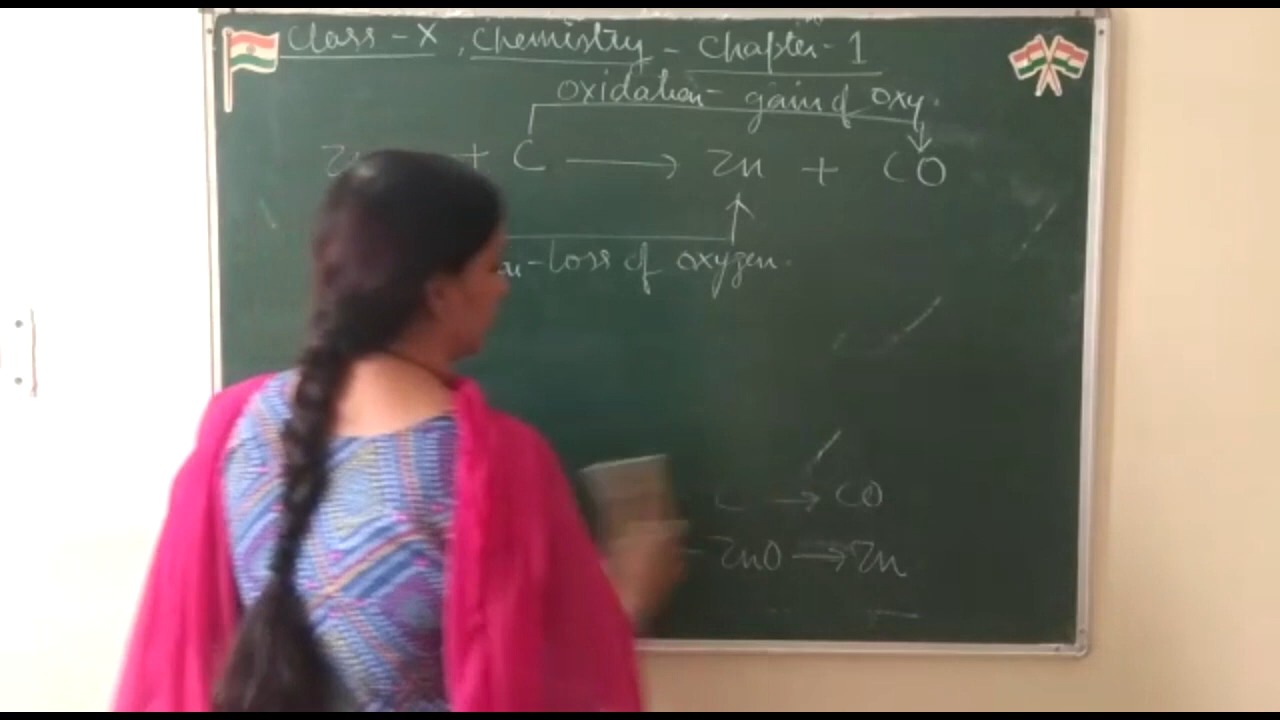 Class - X , Chemistry - Chapter - 1
oxidation - gain of oxy.
+ C → Zn + CO
- loss of oxygen.
C → CO
- ZnO → Zn